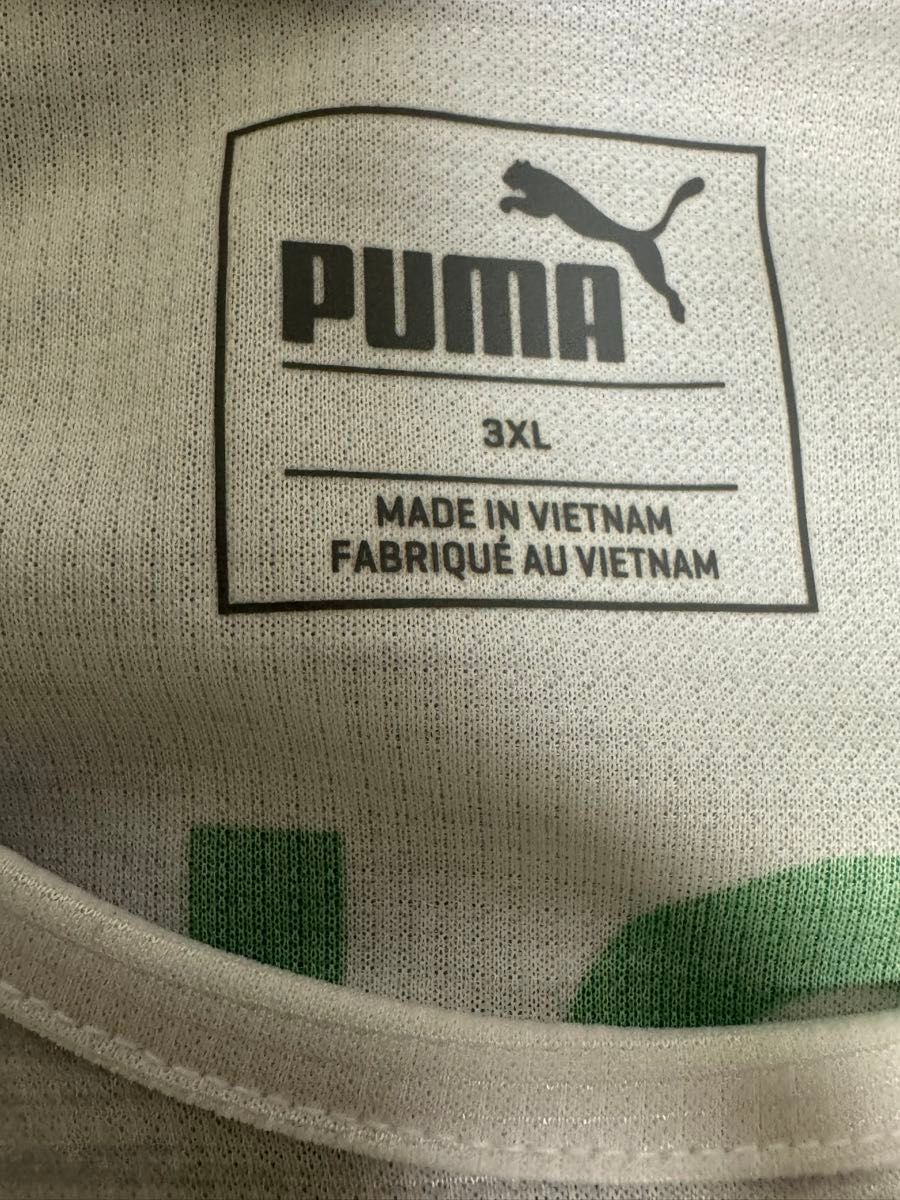 PUMA
3XL
MADE IN VIETNAM
FABRIQUÉ AU VIETNAM